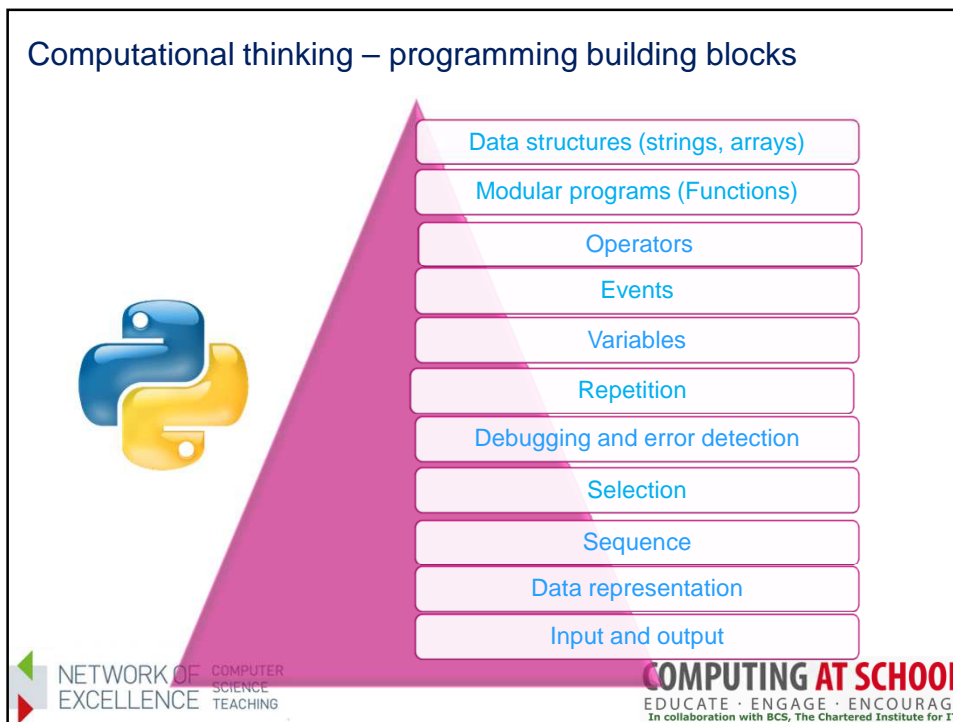 Computational thinking – programming building blocks
Data structures (strings, arrays)
Modular programs (Functions)
Operators
Events
Variables
Repetition
Debugging and error detection
Selection
Sequence
Data representation
Input and output
NETWORK OF EXCELLENCE
COMPUTER SCIENCE TEACHING
COMPUTING AT SCHOOL
EDUCATE · ENGAGE · ENCOURAG
In collaboration with BCS, The Chartered Institute for IT